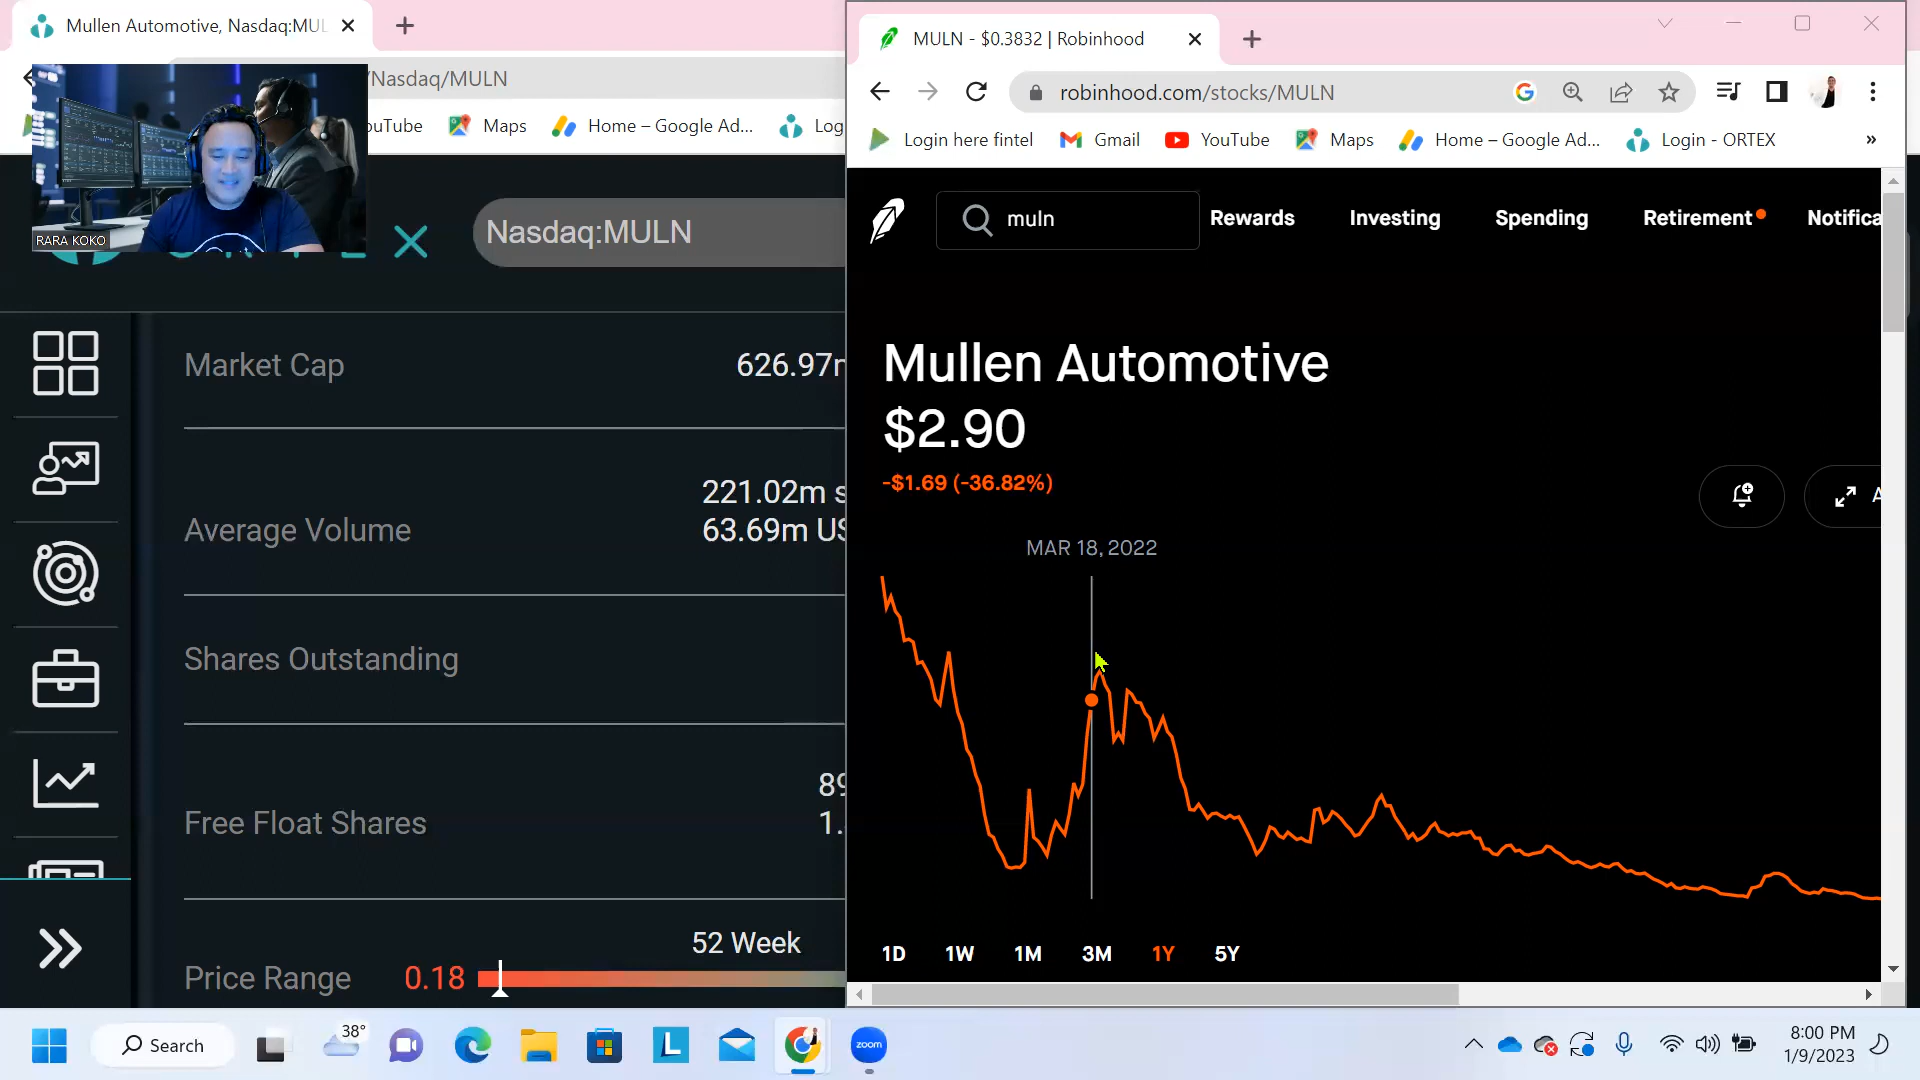 Mullen Automotive, Nasdaq:MUL
/Nasdaq/MULN
ouTube
Maps
Home – Google Ad...
Log
RARA KOKO
Nasdaq:MULN
Market Cap
626.97m
Average Volume
221.02m s
63.69m US
Shares Outstanding
Free Float Shares
89
1.
52 Week
Price Range
0.18
MULN - $0.3832 | Robinhood
robinhood.com/stocks/MULN
Login here fintel
Gmail
YouTube
Maps
Home – Google Ad...
Login - ORTEX
»
muln
Rewards
Investing
Spending
Retirement
Notifica
Mullen Automotive
$2.90
-$1.69 (-36.82%)
A
MAR 18, 2022
1D
1W
1M
3M
1Y
5Y
Search
38°
L
zoom
8:00 PM
1/9/2023